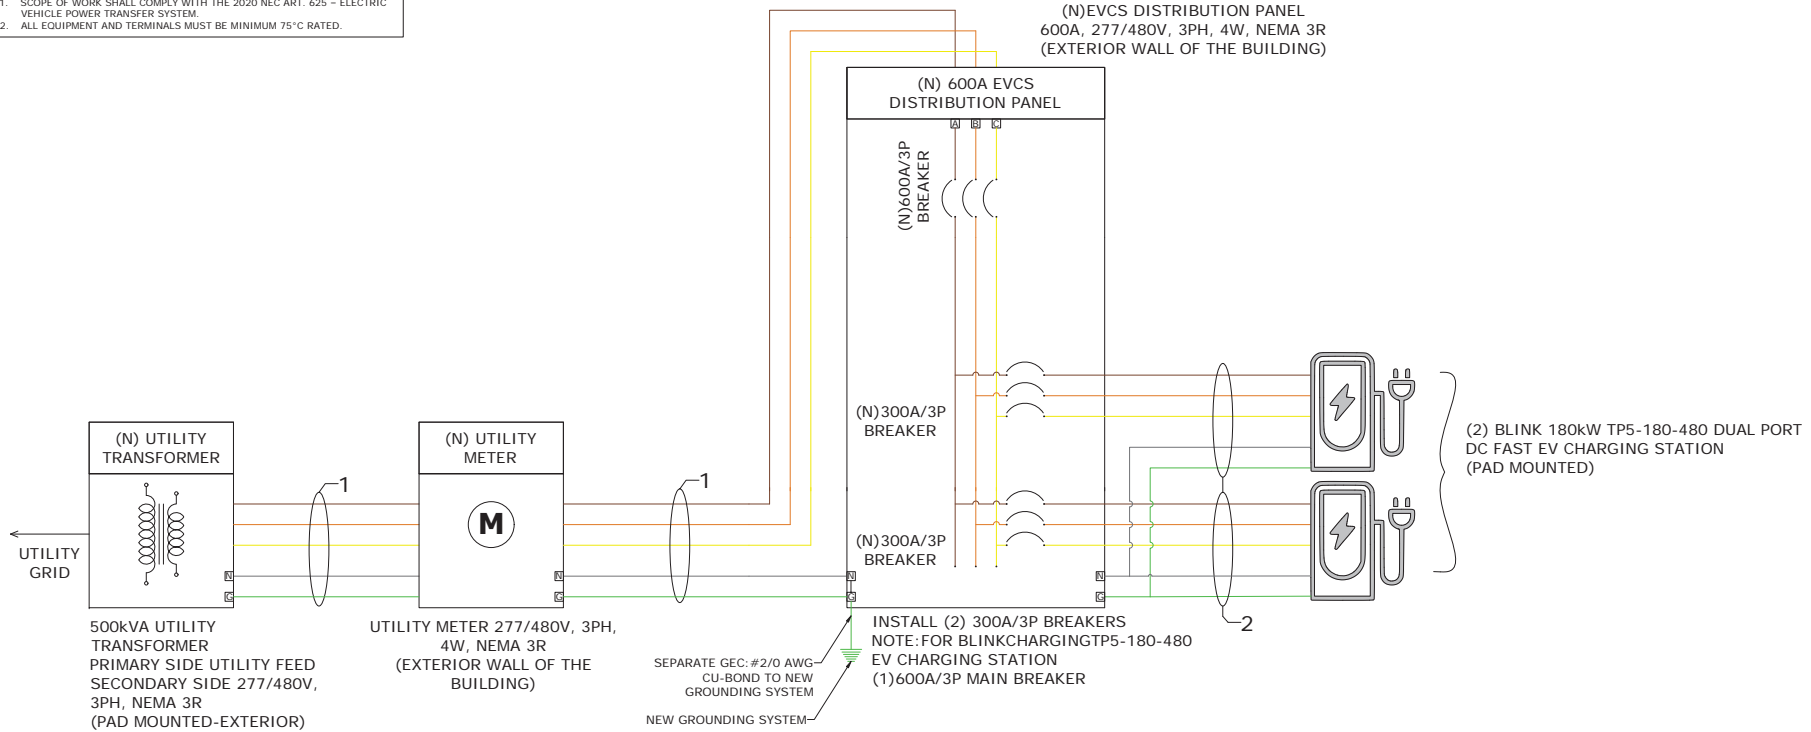 1. SCOPE OF WORK SHALL COMPLY WITH THE 2020 NEC ART. 625 – ELECTRIC
VEHICLE POWER TRANSFER SYSTEM.
2. ALL EQUIPMENT AND TERMINALS MUST BE MINIMUM 75°C RATED.
(N)EVCS DISTRIBUTION PANEL
600A, 277/480V, 3PH, 4W, NEMA 3R
(EXTERIOR WALL OF THE BUILDING)
(N) 600A EVCS
DISTRIBUTION PANEL
A B C
(N)600A/3P
BREAKER
(N)300A/3P
BREAKER
(N)300A/3P
BREAKER
(2) BLINK 180kW TP5-180-480 DUAL PORT
DC FAST EV CHARGING STATION
(PAD MOUNTED)
(N) UTILITY
TRANSFORMER
(N) UTILITY
METER
1
1
M
UTILITY
GRID
N
G
N
G
N
G
N
G
2
500kVA UTILITY
TRANSFORMER
PRIMARY SIDE UTILITY FEED
SECONDARY SIDE 277/480V,
3PH, NEMA 3R
(PAD MOUNTED-EXTERIOR)
UTILITY METER 277/480V, 3PH,
4W, NEMA 3R
(EXTERIOR WALL OF THE
BUILDING)
SEPARATE GEC:#2/0 AWG
CU-BOND TO NEW
GROUNDING SYSTEM
NEW GROUNDING SYSTEM
INSTALL (2) 300A/3P BREAKERS
NOTE:FOR BLINKCHARGINGTP5-180-480
EV CHARGING STATION
(1)600A/3P MAIN BREAKER